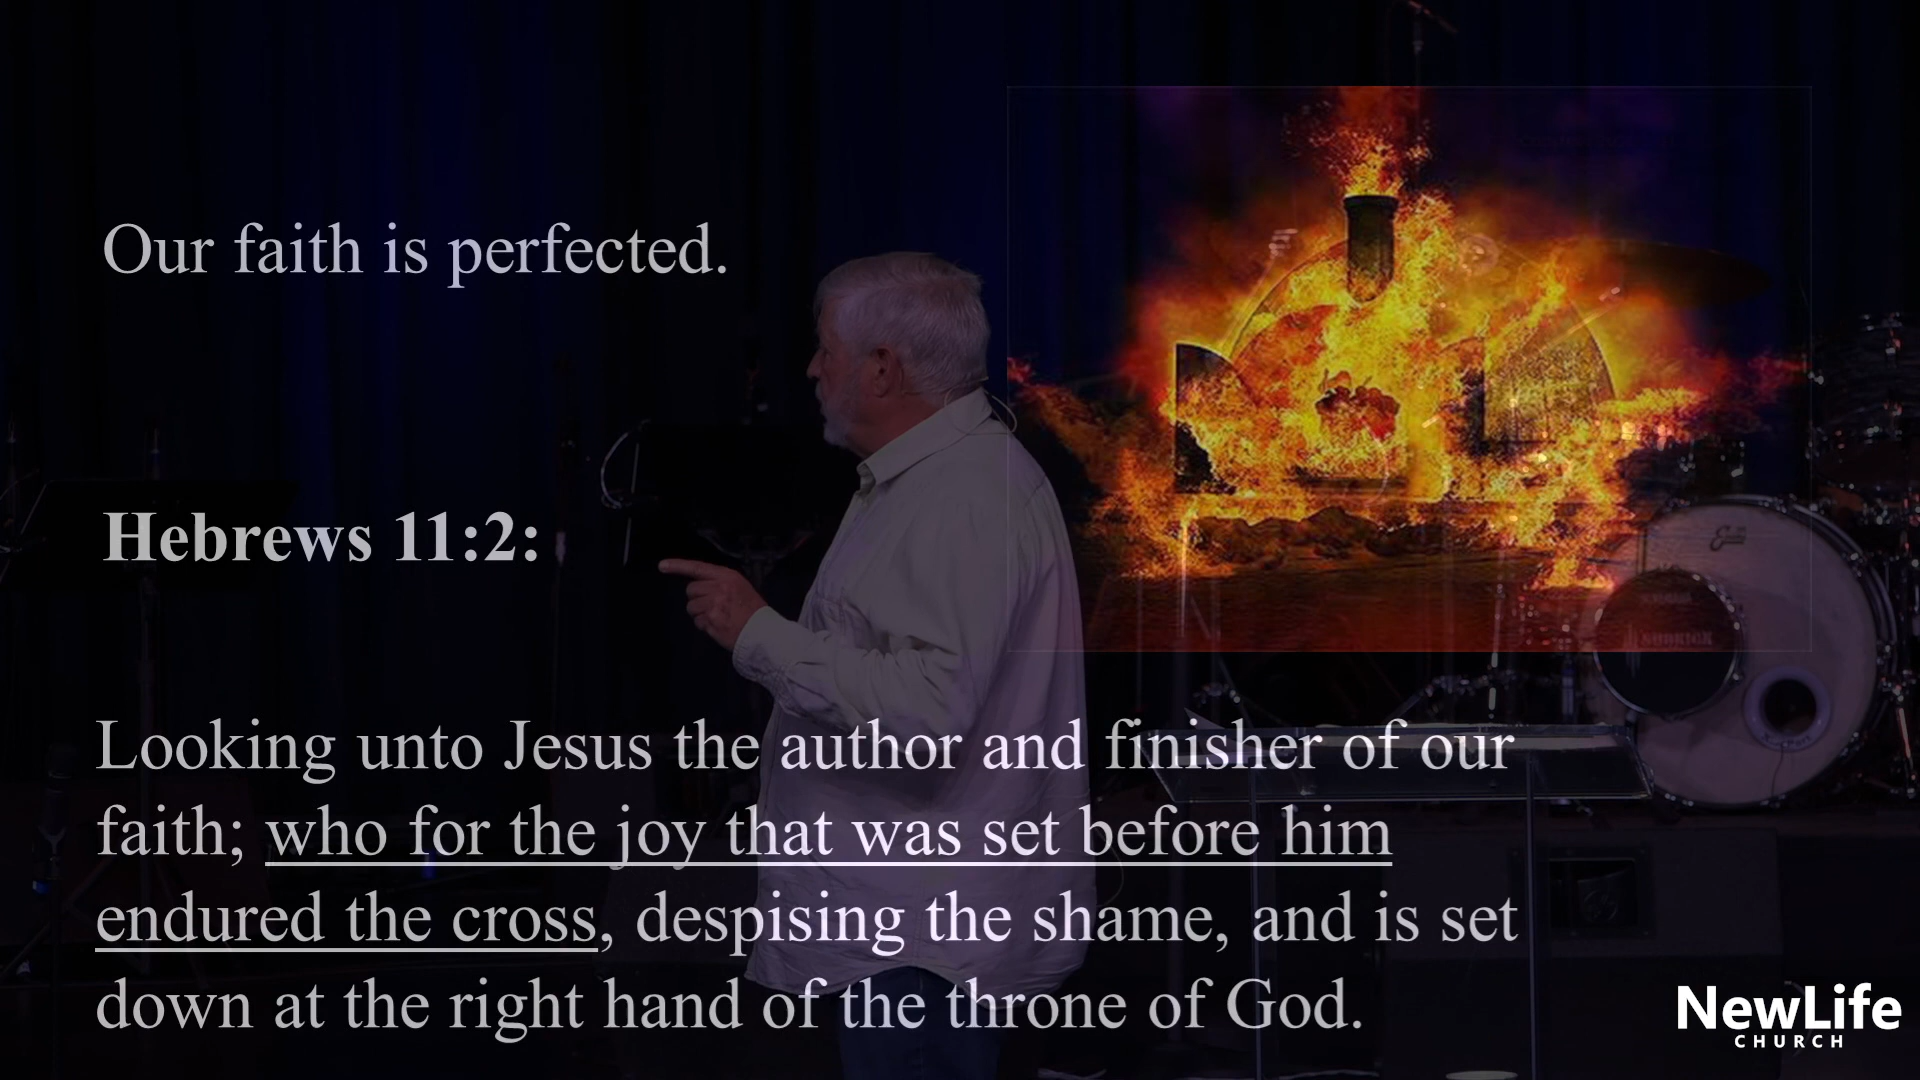 Our faith is perfected.
Hebrews 11:2:
Looking unto Jesus the author and finisher of our
faith; who for the joy that was set before him
endured the cross, despising the shame, and is set
down at the right hand of the throne of God.
NewLife
CHURCH